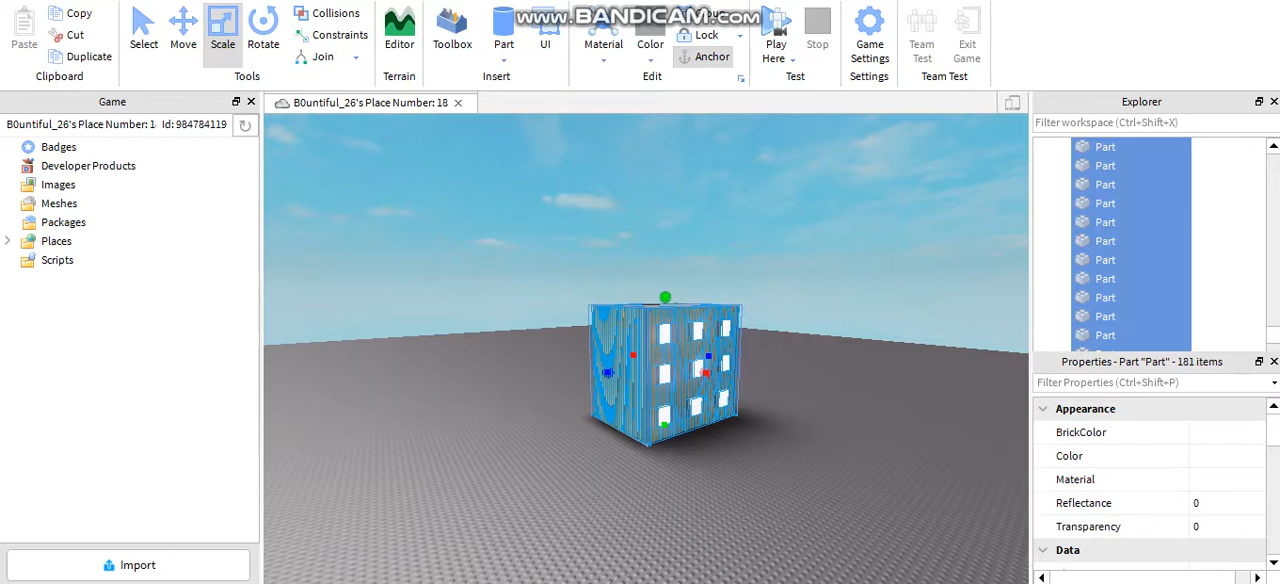 www.BANDICAM.com
Paste
Copy
Cut
Duplicate
Clipboard
Select
Move
Scale
Rotate
Collisions
Constraints
Join
Tools
Editor
Terrain
Toolbox
Part
UI
Insert
Material
Color
Lock
Anchor
Edit
Play
Here
Stop
Test
Game
Settings
Settings
Team
Test
Exit
Game
Team Test
Game
B0untiful_26's Place Number: 18
Explorer
B0untiful_26's Place Number: 1 Id: 984784119
Filter workspace (Ctrl+Shift+X)
Badges
Developer Products
Images
Meshes
Packages
Places
Scripts
Import
Part
Part
Part
Part
Part
Part
Part
Part
Part
Part
Part
Properties - Part "Part" - 181 items
Filter Properties (Ctrl+Shift+P)
Appearance
BrickColor
Color
Material
Reflectance 0
Transparency 0
Data